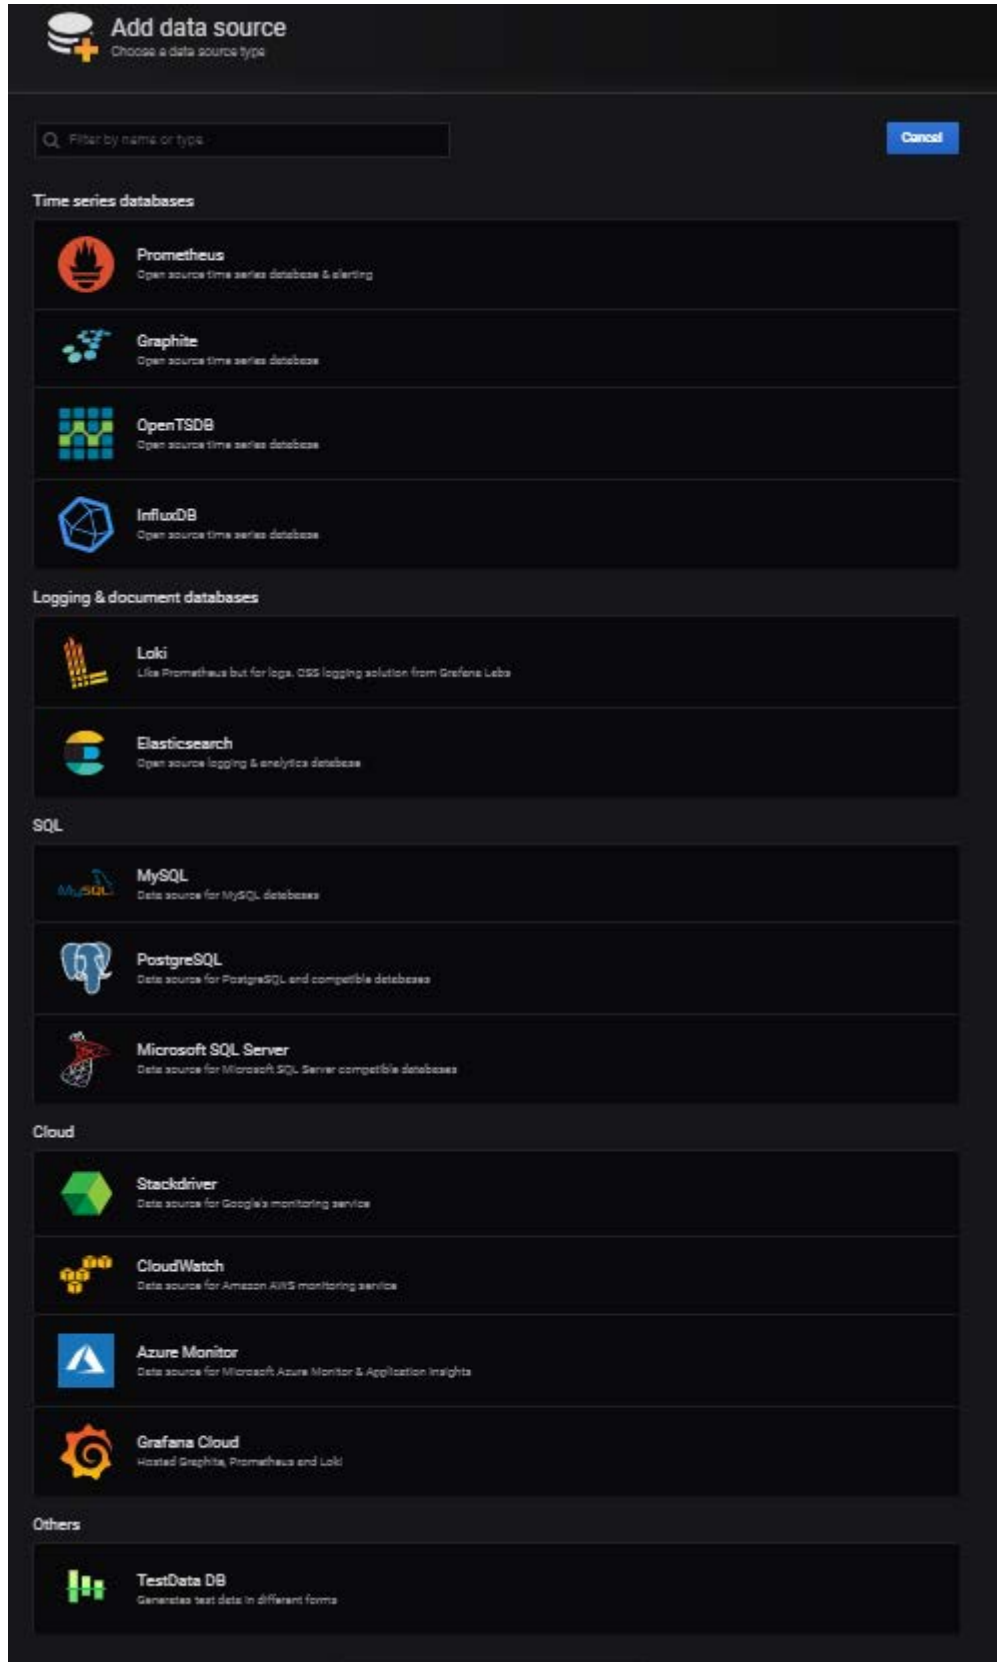 Add data source
Choose a data source type
Filter by name or type
Cancel
Time series databases
Prometheus
Open source time series database & alerting
Graphite
Open source time series database
OpenTSDB
Open source time series database
InfluxDB
Open source time series database
Logging & document databases
Loki
Like Prometheus but for logs. OSS logging solution from Grafana Labs
Elasticsearch
Open source logging & analytics database
SQL
MySQL
MySQL
Data source for MySQL databases
PostgreSQL
Data source for PostgreSQL and compatible databases
Microsoft SQL Server
Data source for Microsoft SQL Server compatible databases
Cloud
Stackdriver
Data source for Google's monitoring service
CloudWatch
Data source for Amazon AWS monitoring service
Azure Monitor
Data source for Microsoft Azure Monitor & Application Insights
Grafana Cloud
Hosted Graphite, Prometheus and Loki
Others
TestData DB
Generates test data in different forms